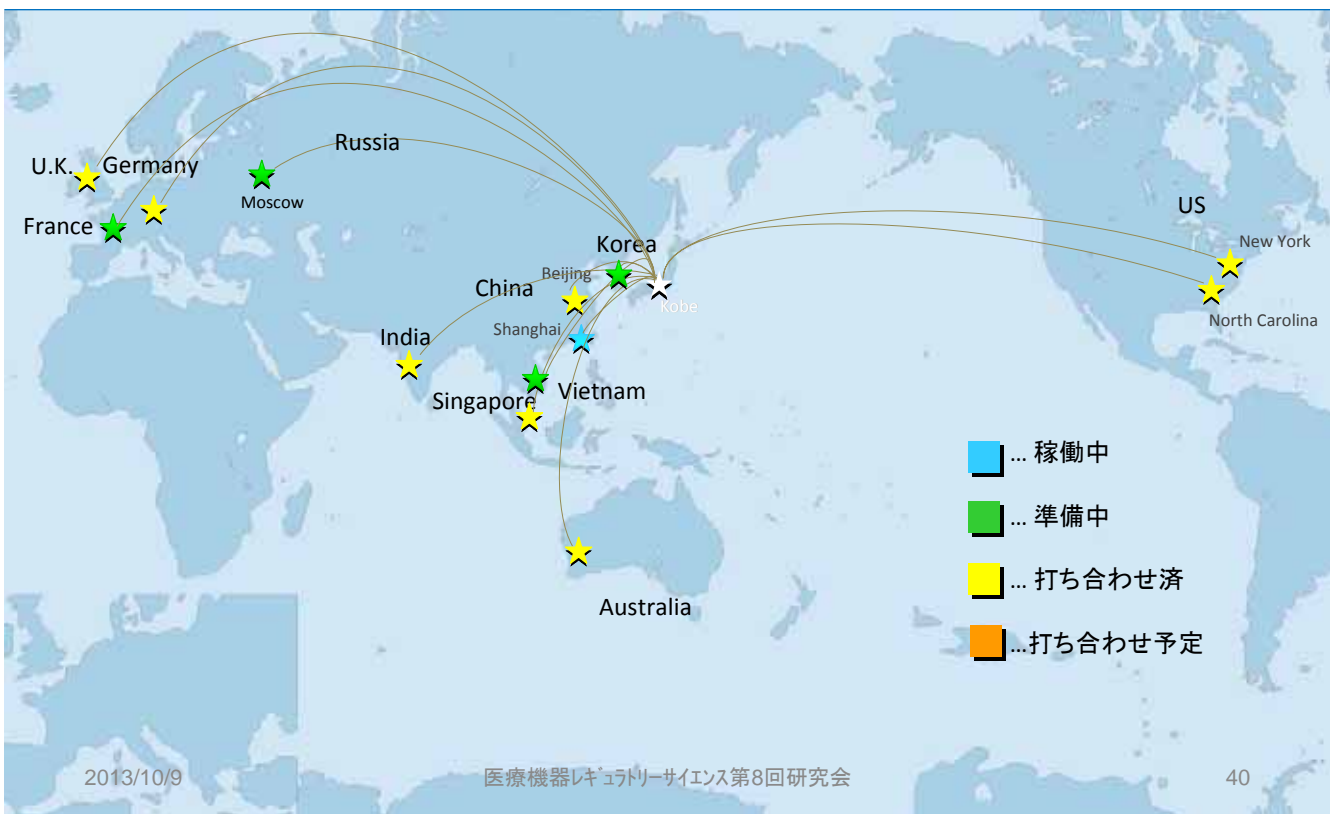 Russia
U.K.
Germany
Moscow
France
US
New York
Korea
Beijing
China
Kobe
North Carolina
Shanghai
India
Vietnam
Singapore
... 稼働中
... 準備中
... 打ち合わせ済
...打ち合わせ予定
Australia
2013/10/9
医療機器レギュラトリーサイエンス第8回研究会
40